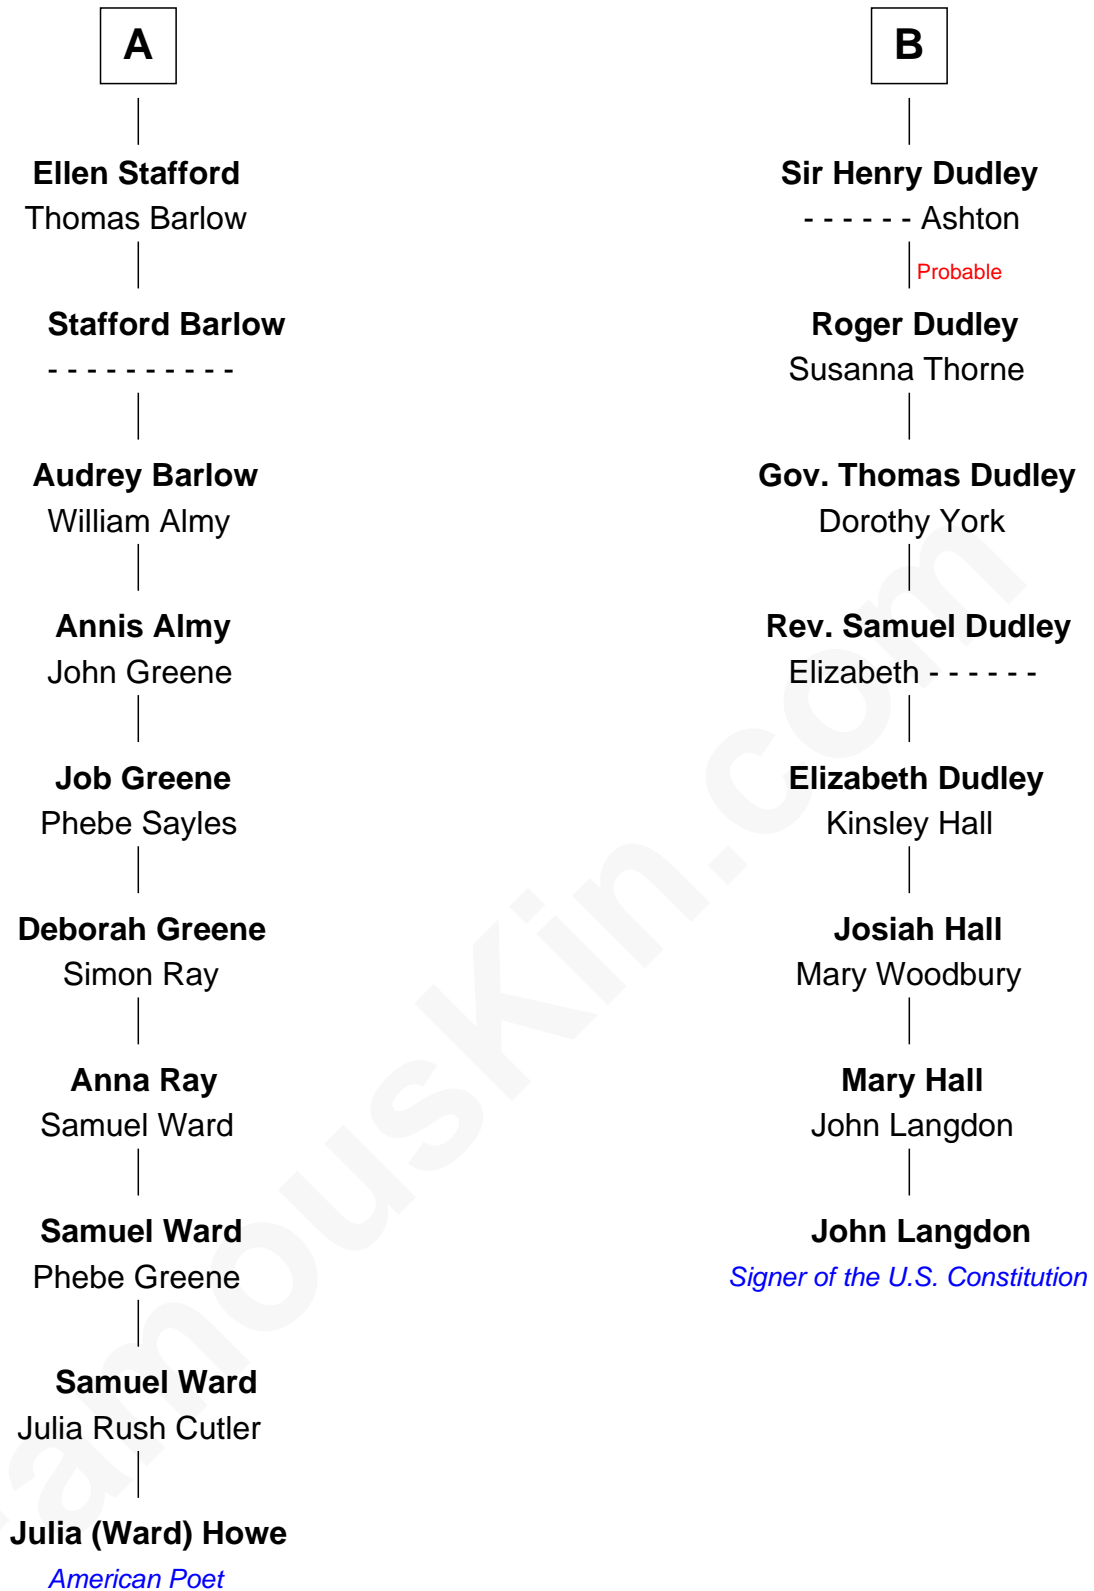 A
Ellen Stafford
Thomas Barlow
Stafford Barlow
- - - - - - - - - -
Audrey Barlow
William Almy
Annis Almy
John Greene
Job Greene
Phebe Sayles
Deborah Greene
Simon Ray
Anna Ray
Samuel Ward
Samuel Ward
Phebe Greene
Samuel Ward
Julia Rush Cutler
Julia (Ward) Howe
American Poet
B
Sir Henry Dudley
- - - - - - Ashton
Probable
Roger Dudley
Susanna Thorne
Gov. Thomas Dudley
Dorothy York
Rev. Samuel Dudley
Elizabeth - - - - - -
Elizabeth Dudley
Kinsley Hall
Josiah Hall
Mary Woodbury
Mary Hall
John Langdon
John Langdon
Signer of the U.S. Constitution
FamousKin.com